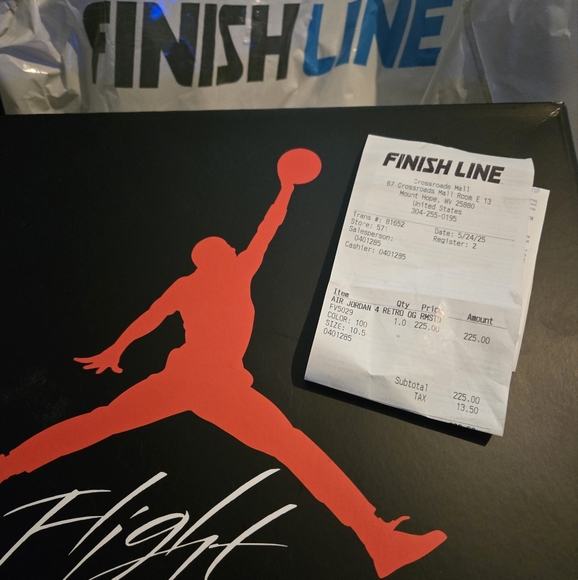 FINISH LINE
FINISH LINE
Crossroads Mall
67 Crossroads Mall Room E 13
Mount Hope, WV 25880
United States
304-255-0195
Trans #: 81652
Date: 5/24/25
Store: 571
Register: 2
Salesperson:
0401285
Cashier: 0401285
Item Qty Price Amount
AIR JORDAN 4 RETRO OG RMSTD
FV5029 1.0 225.00 225.00
COLOR: 100
SIZE: 10.5
0401285
Subtotal 225.00
TAX 13.50
Flight